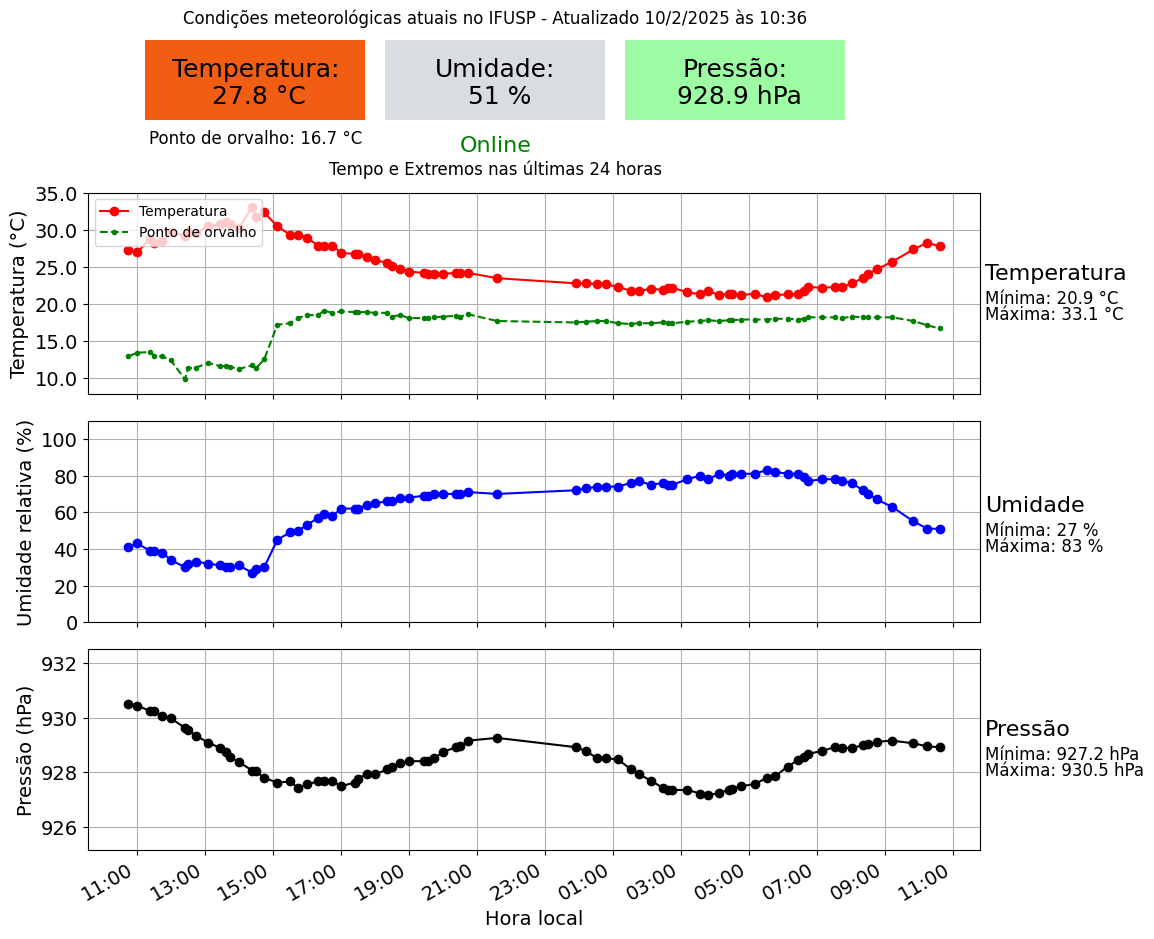 Condições meteorológicas atuais no IFUSP - Atualizado 10/2/2025 às 10:36
Temperatura:
27.8 °C
Umidade:
51 %
Pressão:
928.9 hPa
Ponto de orvalho: 16.7 °C
Online
Tempo e Extremos nas últimas 24 horas
Temperatura (°C)
35.0
30.0
25.0
20.0
15.0
10.0
Temperatura
Ponto de orvalho
Temperatura
Mínima: 20.9 °C
Máxima: 33.1 °C
Umidade relativa (%)
100
80
60
40
20
0
Umidade
Mínima: 27 %
Máxima: 83 %
Pressão (hPa)
932
930
928
926
Pressão
Mínima: 927.2 hPa
Máxima: 930.5 hPa
11:00 13:00 15:00 17:00 19:00 21:00 23:00 01:00 03:00 05:00 07:00 09:00 11:00
Hora local